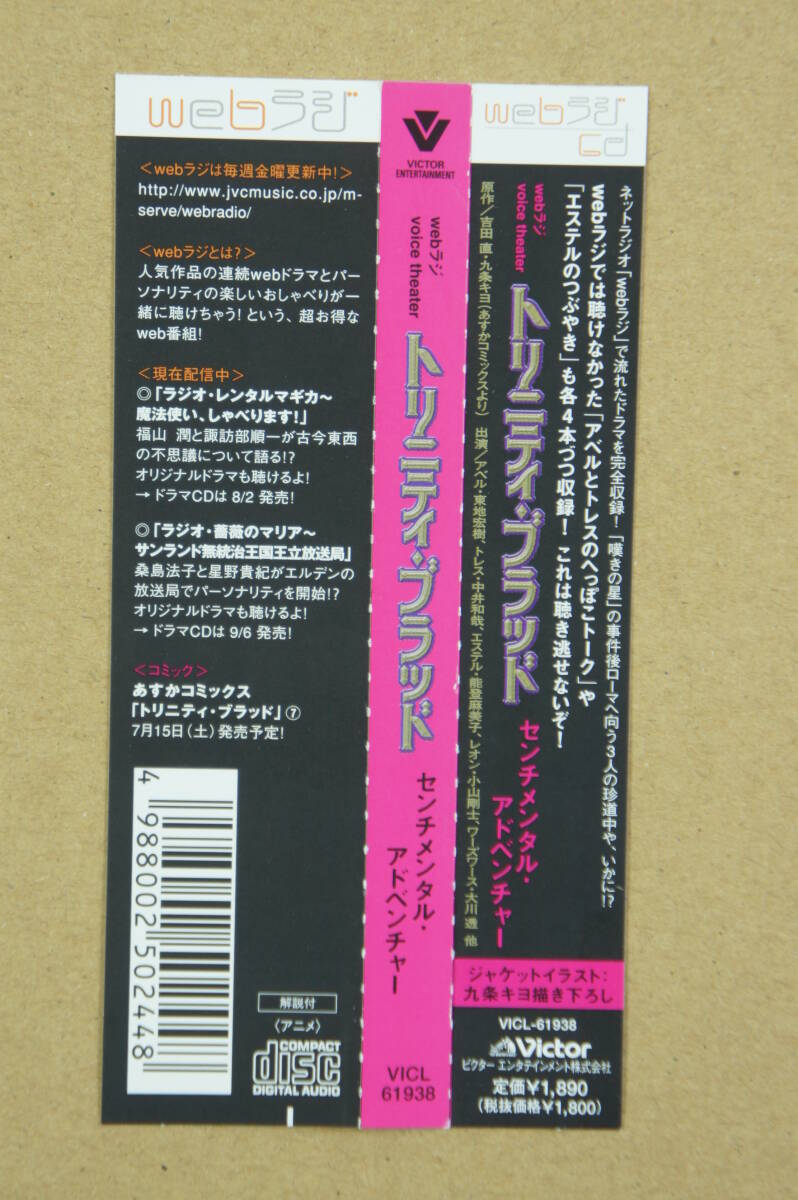 webラジ
<webラジは毎週金曜更新中!>
http://www.jvcmusic.co.jp/m-
serve/webradio/
<webラジとは?>
人気作品の連続webドラマとパー
ソナリティの楽しいおしゃべりが一
緒に聴けちゃう! という、超お得な
web番組!
<現在配信中>
◎「ラジオ・レンタルマギカ~
魔法使い、しゃべります!」
福山 潤と諏訪部順一が古今東西
の不思議について語る!?
オリジナルドラマも聴けるよ!
→ ドラマCDは 8/2 発売!
◎「ラジオ・薔薇のマリア~
サンランド無統治王国王立放送局」
桑島法子と星野貴紀がエルデンの
放送局でパーソナリティを開始!?
オリジナルドラマも聴けるよ!
→ ドラマCDは 9/6 発売!
<コミック>
あすかコミックス
「トリニティ・ブラッド」⑦
7月15日(土)発売予定!
4 988002 502448
解説付
〈アニメ〉
COMPACT
disc
DIGITAL AUDIO
VICTOR
ENTERTAINMENT
webラジ
voice theater
トリニティ・ブラッド
センチメンタル・
アドベンチャー
VICL
61938
webラジ
Cd
ネットラジオ「webラジ」で流れたドラマを完全収録! 「嘆きの星」の事件後ローマへ向う3人の珍道中や、いかに!?
webラジでは聴けなかった「アベルとトレスのへっぽこトーク」や
「エステルのつぶやき」も各4本づつ収録! これは聴き逃せないぞ!
webラジ
voice theater
トリニティ・ブラッド
センチメンタル・
アドベンチャー
原作/吉田 直・九条キヨ(あすかコミックスより) 出演/アベル・東地宏樹、トレス・中井和哉、エステル・能登麻美子、レオン・小山剛志、ワーズワース・大川 透 他
ジャケットイラスト:
九条キヨ描き下ろし
VICL-61938
Victor
ビクター エンタテインメント株式会社
定価¥1,890
(税抜価格¥1,800)